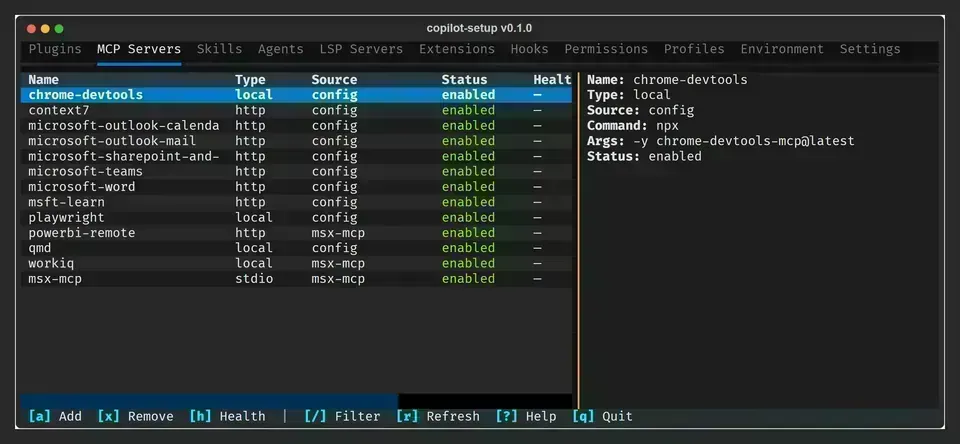 copilot-setup v0.1.0
Plugins MCP Servers Skills Agents LSP Servers Extensions Hooks Permissions Profiles Environment Settings
Name Type Source Status Healt
chrome-devtools local config enabled —
context7 http config enabled —
microsoft-outlook-calenda http config enabled —
microsoft-outlook-mail http config enabled —
microsoft-sharepoint-and- http config enabled —
microsoft-teams http config enabled —
microsoft-word http config enabled —
msft-learn http config enabled —
playwright local config enabled —
powerbi-remote http msx-mcp enabled —
qmd local config enabled —
workiq local msx-mcp enabled —
msx-mcp stdio msx-mcp enabled —
Name: chrome-devtools
Type: local
Source: config
Command: npx
Args: -y chrome-devtools-mcp@latest
Status: enabled
[a] Add [x] Remove [h] Health | [/] Filter [r] Refresh [?] Help [q] Quit